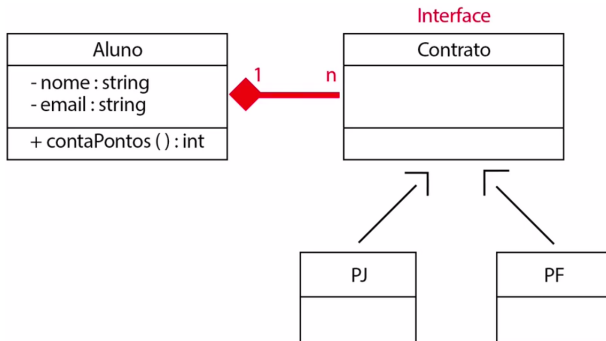 Interface
Aluno
Contrato
- nome : string
- email : string
1
n
+ contaPontos ( ) : int
PJ
PF